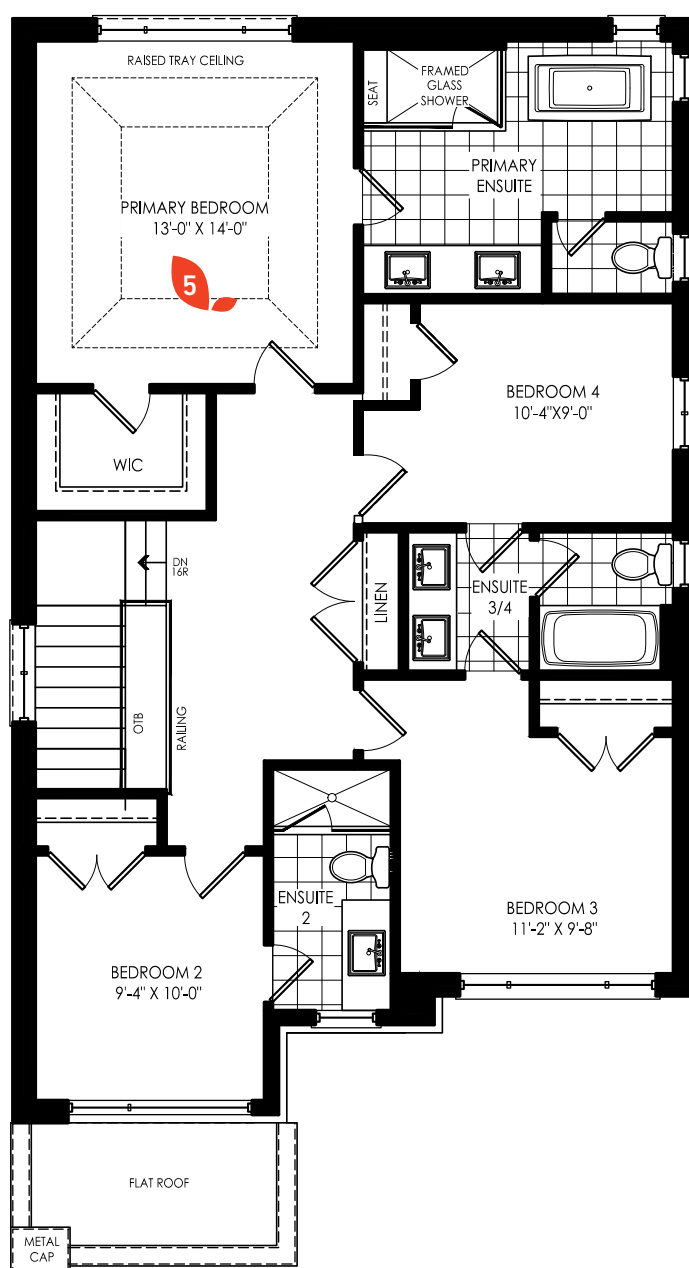 RAISED TRAY CEILING
SEAT
FRAMED
GLASS
SHOWER
PRIMARY
ENSUITE
PRIMARY BEDROOM
13'-0" X 14'-0"
5
BEDROOM 4
10'-4"X9'-0"
WIC
DN
16R
LINEN
ENSUITE
3/4
OTB
RAILING
ENSUITE
2
BEDROOM 3
11'-2" X 9'-8"
BEDROOM 2
9'-4" X 10'-0"
FLAT ROOF
METAL
CAP